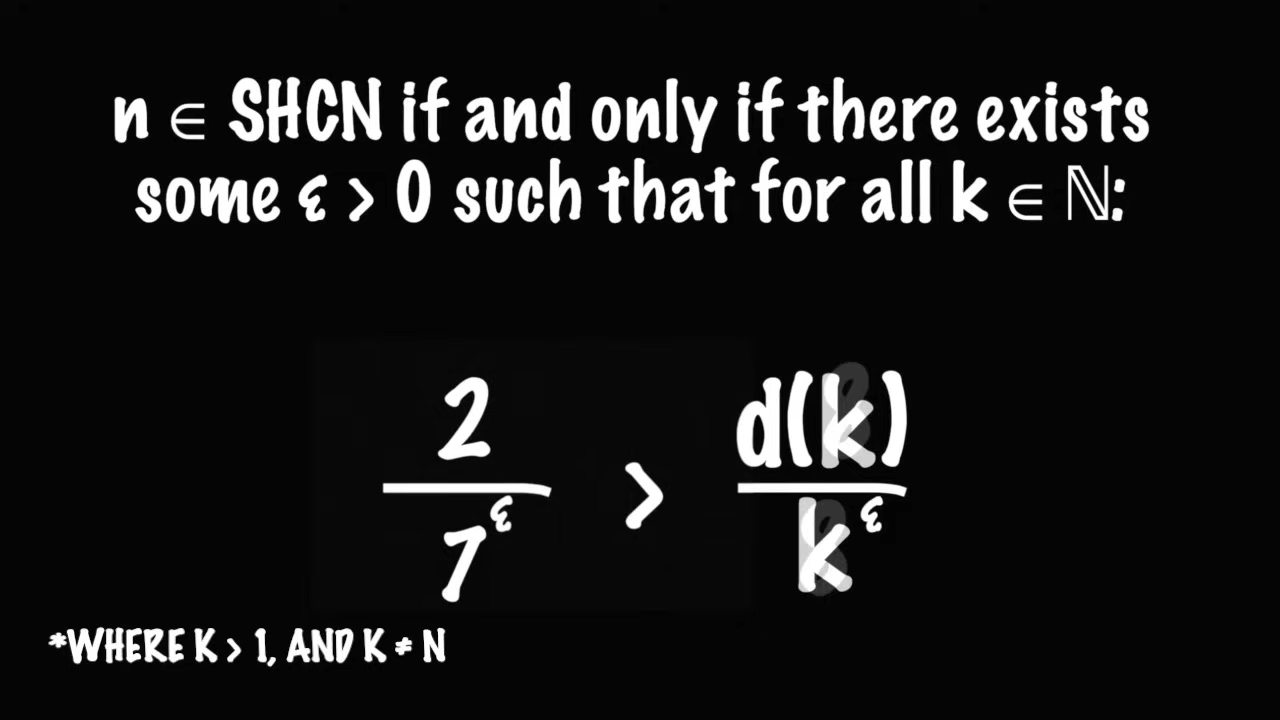 n ∈ SHCN if and only if there exists
some ε > 0 such that for all k ∈ ℕ:
2 d(k)
>
7^ε k^ε
*WHERE K > 1, AND K ≠ N